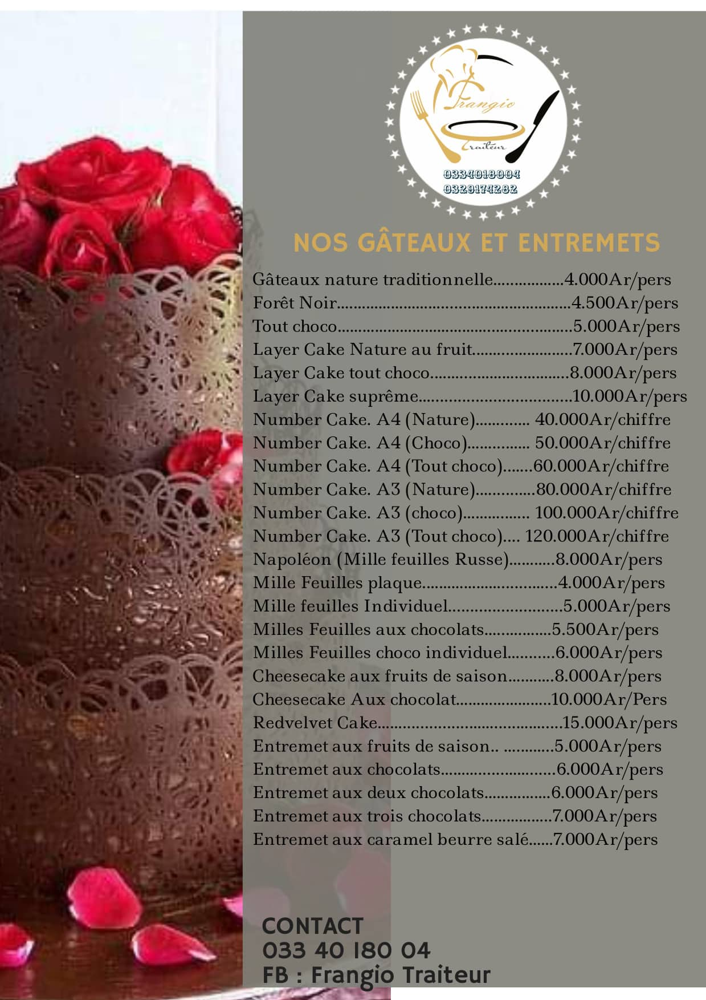 Frangio
Traiteur
0334018004
0329174282
NOS GÂTEAUX ET ENTREMETS
Gâteaux nature traditionnelle.................4.000Ar/pers
Forêt Noir........................................................4.500Ar/pers
Tout choco........................................................5.000Ar/pers
Layer Cake Nature au fruit........................7.000Ar/pers
Layer Cake tout choco.................................8.000Ar/pers
Layer Cake suprême.....................................10.000Ar/pers
Number Cake. A4 (Nature)............. 40.000Ar/chiffre
Number Cake. A4 (Choco)............... 50.000Ar/chiffre
Number Cake. A4 (Tout choco).......60.000Ar/chiffre
Number Cake. A3 (Nature)..............80.000Ar/chiffre
Number Cake. A3 (choco)................ 100.000Ar/chiffre
Number Cake. A3 (Tout choco).... 120.000Ar/chiffre
Napoléon (Mille feuilles Russe)...........8.000Ar/pers
Mille Feuilles plaque................................4.000Ar/pers
Mille feuilles Individuel...........................5.000Ar/pers
Milles Feuilles aux chocolats................5.500Ar/pers
Milles Feuilles choco individuel...........6.000Ar/pers
Cheesecake aux fruits de saison...........8.000Ar/pers
Cheesecake Aux chocolat......................10.000Ar/Pers
Redvelvet Cake............................................15.000Ar/pers
Entremet aux fruits de saison.. ............5.000Ar/pers
Entremet aux chocolats...........................6.000Ar/pers
Entremet aux deux chocolats................6.000Ar/pers
Entremet aux trois chocolats.................7.000Ar/pers
Entremet aux caramel beurre salé......7.000Ar/pers
CONTACT
033 40 180 04
FB : Frangio Traiteur